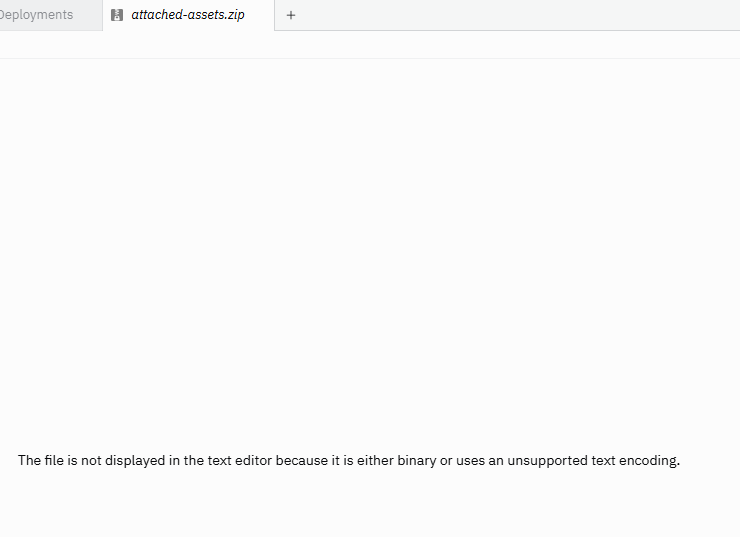 Deployments
attached-assets.zip
+
The file is not displayed in the text editor because it is either binary or uses an unsupported text encoding.